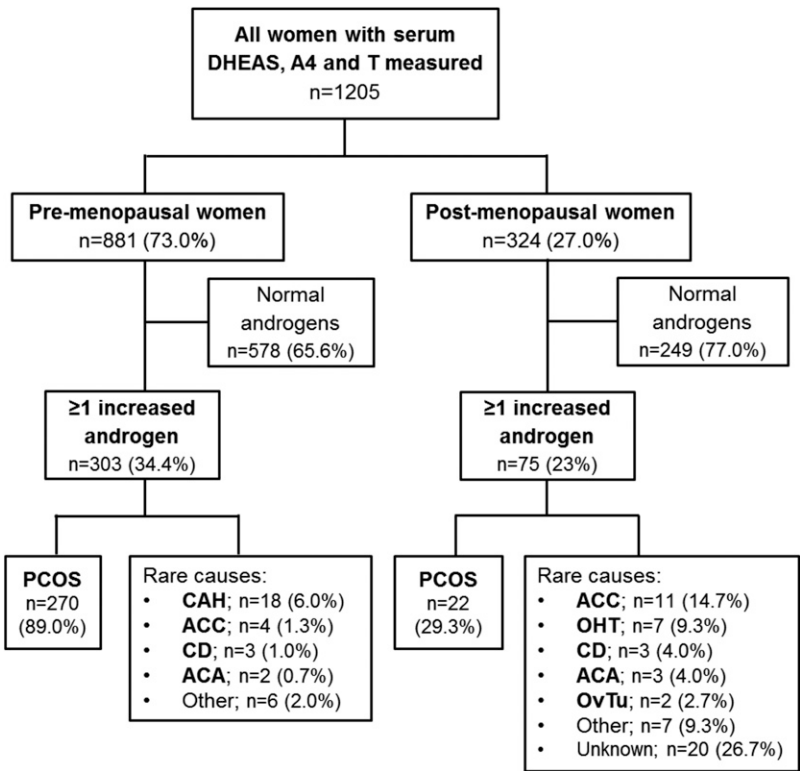 All women with serum
DHEAS, A4 and T measured
n=1205
Pre-menopausal women
n=881 (73.0%)
Post-menopausal women
n=324 (27.0%)
Normal
androgens
n=578 (65.6%)
Normal
androgens
n=249 (77.0%)
≥1 increased
androgen
n=303 (34.4%)
≥1 increased
androgen
n=75 (23%)
PCOS
n=270
(89.0%)
Rare causes:
• CAH; n=18 (6.0%)
• ACC; n=4 (1.3%)
• CD; n=3 (1.0%)
• ACA; n=2 (0.7%)
• Other; n=6 (2.0%)
PCOS
n=22
(29.3%)
Rare causes:
• ACC; n=11 (14.7%)
• OHT; n=7 (9.3%)
• CD; n=3 (4.0%)
• ACA; n=3 (4.0%)
• OvTu; n=2 (2.7%)
• Other; n=7 (9.3%)
• Unknown; n=20 (26.7%)